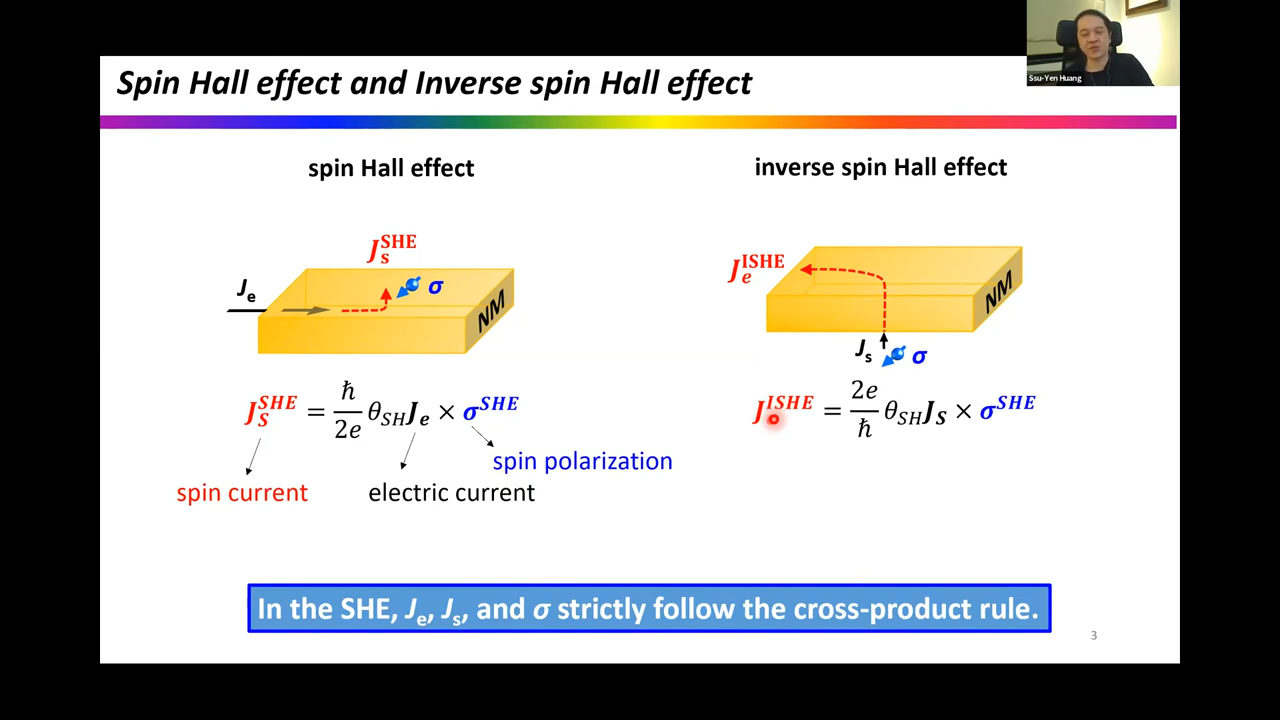 Ssu-Yen Huang
Spin Hall effect and Inverse spin Hall effect
spin Hall effect
J_s^SHE
J_e
σ
NM
J_S^SHE = ħ/2e θ_SH J_e × σ^SHE
spin polarization
spin current
electric current
inverse spin Hall effect
J_e^ISHE
NM
J_s
σ
J^ISHE = 2e/ħ θ_SH J_S × σ^SHE
In the SHE, J_e, J_s, and σ strictly follow the cross-product rule.
3